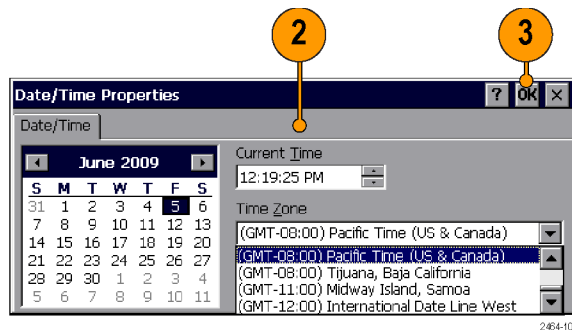 2
3
Date/Time Properties
? OK ×
Date/Time
June 2009
S M T W T F S
31 1 2 3 4 5 6
7 8 9 10 11 12 13
14 15 16 17 18 19 20
21 22 23 24 25 26 27
28 29 30 1 2 3 4
5 6 7 8 9 10 11
Current Time
12:19:25 PM
Time Zone
(GMT-08:00) Pacific Time (US & Canada)
(GMT-08:00) Pacific Time (US & Canada)
(GMT-08:00) Tijuana, Baja California
(GMT-11:00) Midway Island, Samoa
(GMT-12:00) International Date Line West
2464-10